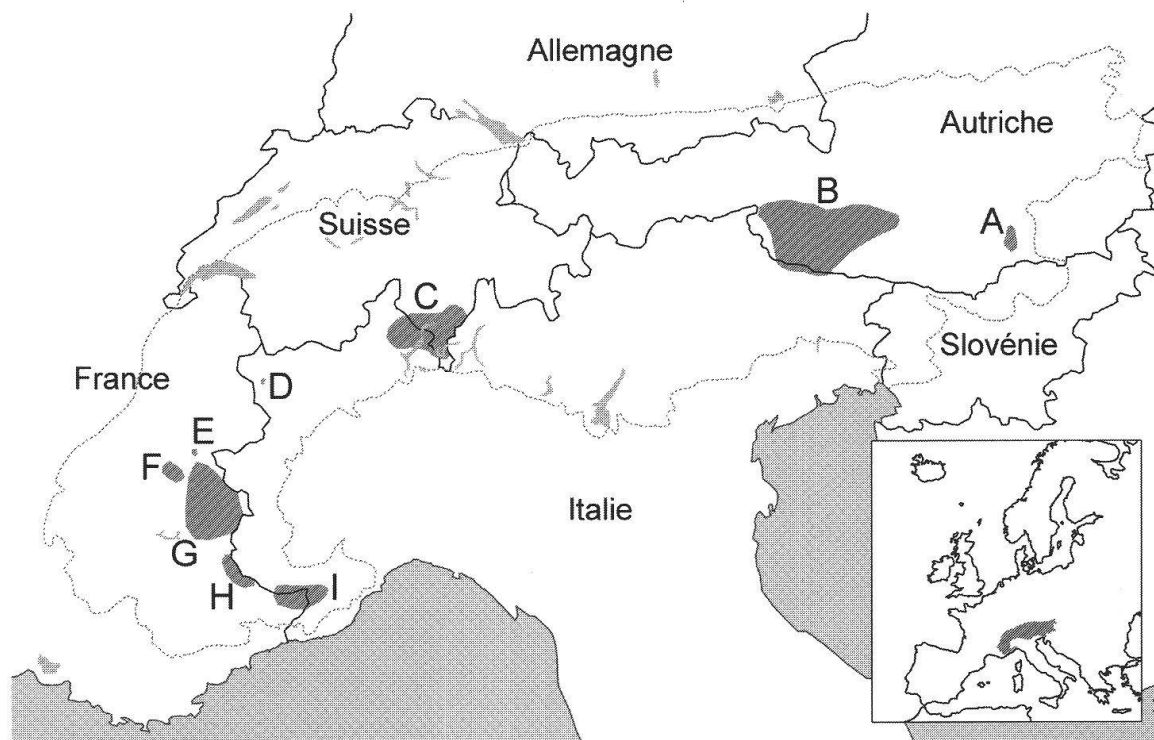 Allemagne
Autriche
B
A
Suisse
C
Slovénie
France
D
E
F
Italie
G
H
I